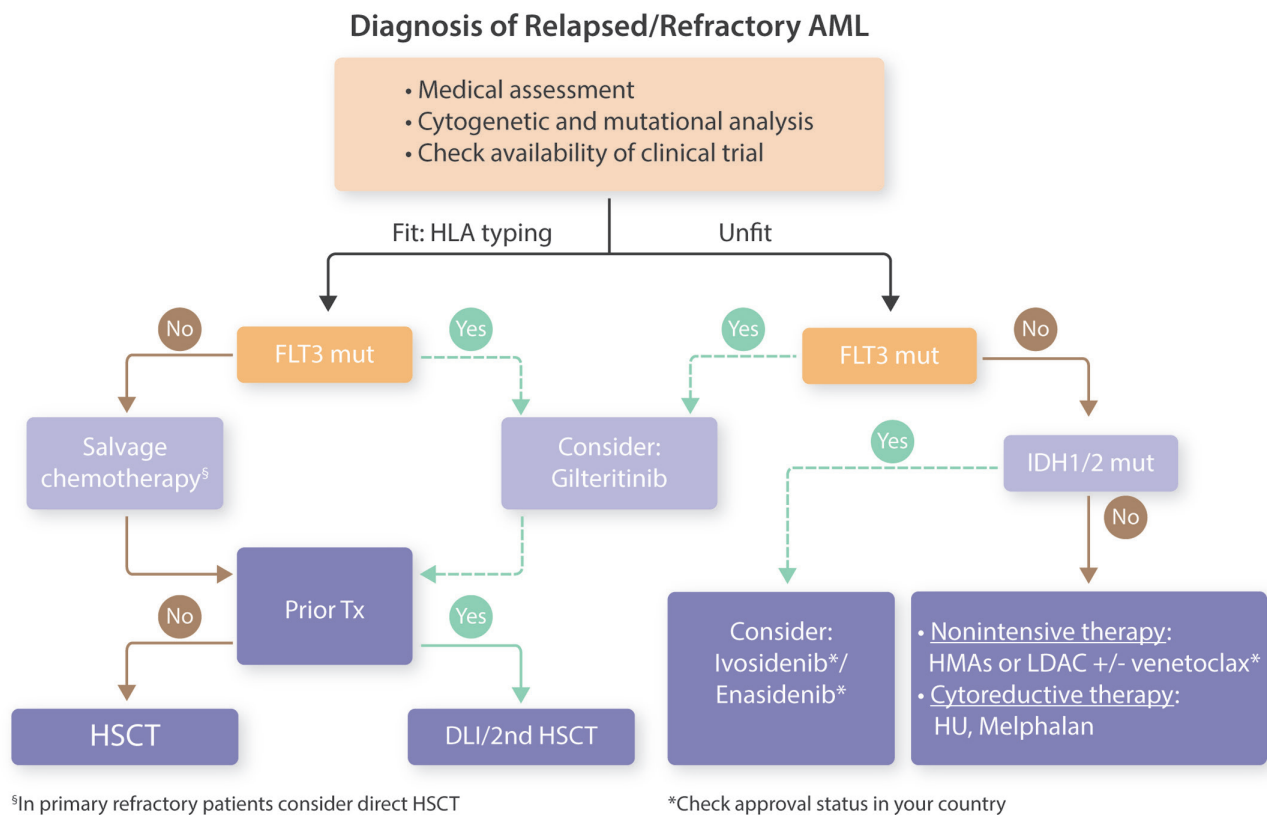 Diagnosis of Relapsed/Refractory AML
• Medical assessment
• Cytogenetic and mutational analysis
• Check availability of clinical trial
Fit: HLA typing
Unfit
No
FLT3 mut
Yes
Yes
FLT3 mut
No
Salvage
chemotherapy§
Consider:
Gilteritinib
Yes
IDH1/2 mut
No
Prior Tx
No
Yes
HSCT
DLI/2nd HSCT
Consider:
Ivosidenib*/
Enasidenib*
• Nonintensive therapy:
HMAs or LDAC +/- venetoclax*
• Cytoreductive therapy:
HU, Melphalan
§In primary refractory patients consider direct HSCT
*Check approval status in your country